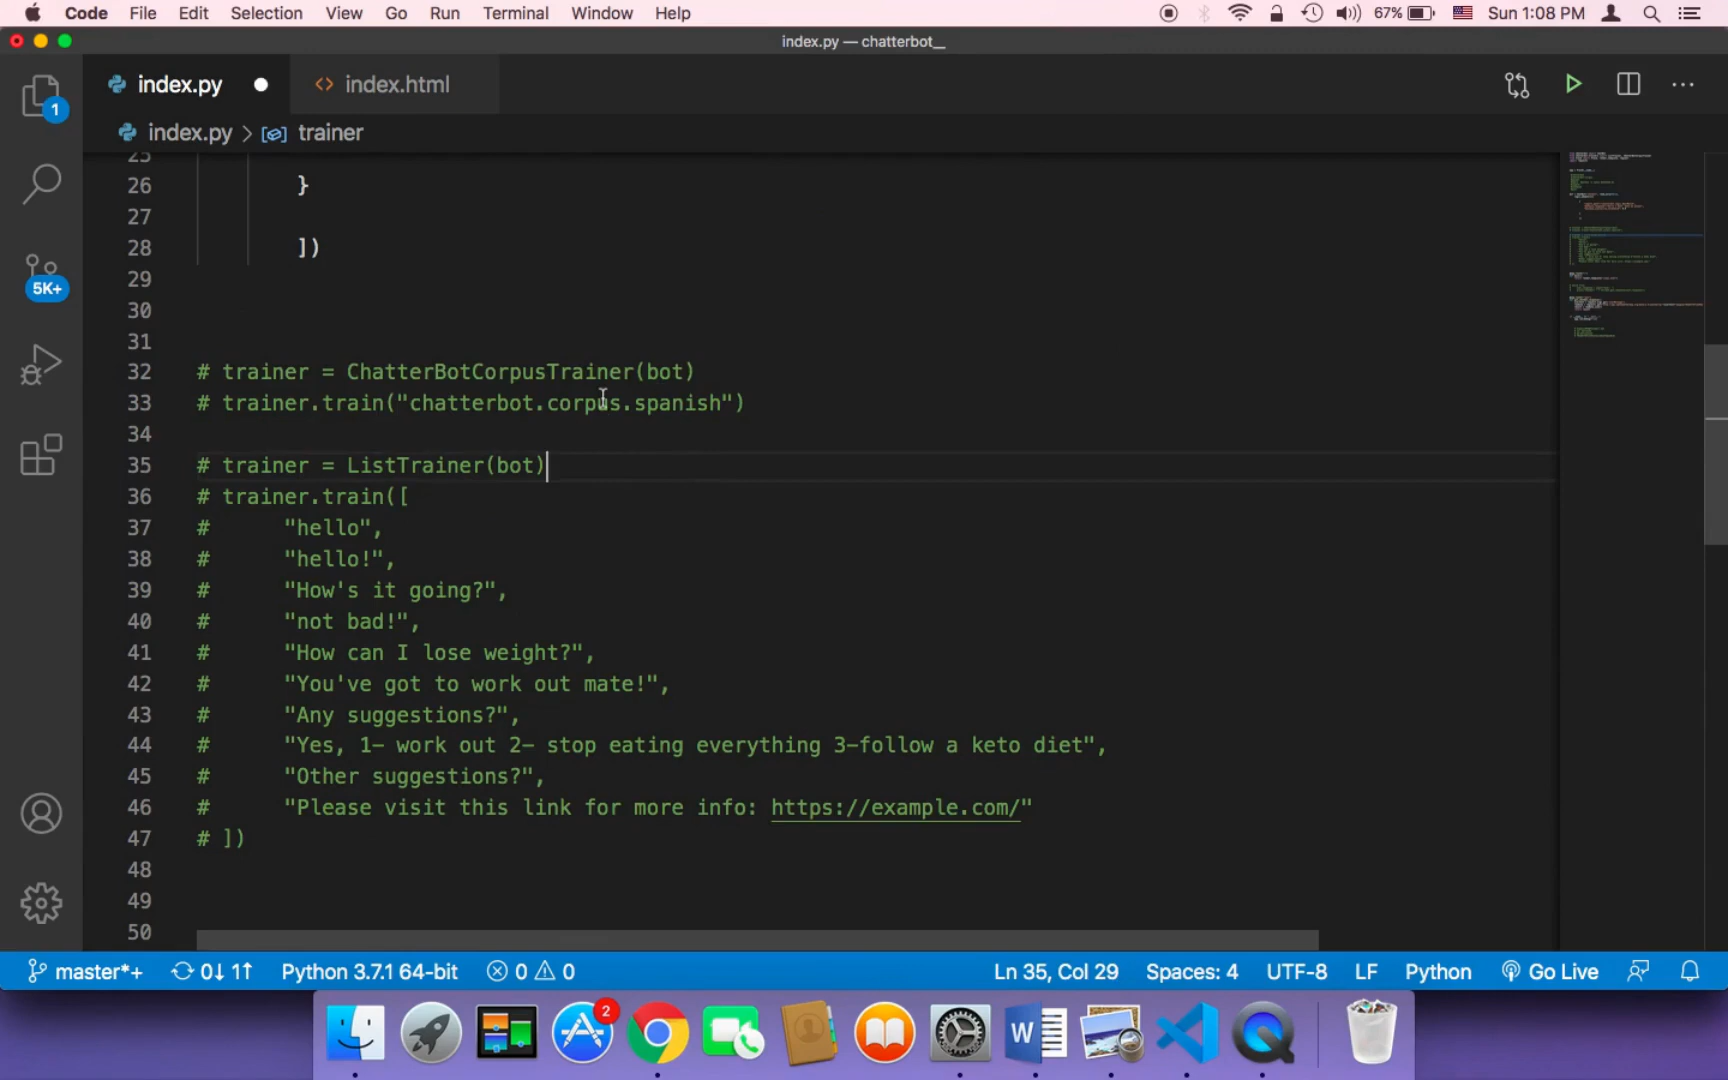 Code File Edit Selection View Go Run Terminal Window Help 67% Sun 1:08 PM
index.py — chatterbot__
index.py index.html
1
index.py > trainer
25
26 }
27
28 ])
5K+
29
30
31
32 # trainer = ChatterBotCorpusTrainer(bot)
33 # trainer.train("chatterbot.corpus.spanish")
34
35 # trainer = ListTrainer(bot)
36 # trainer.train([
37 # "hello",
38 # "hello!",
39 # "How's it going?",
40 # "not bad!",
41 # "How can I lose weight?",
42 # "You've got to work out mate!",
43 # "Any suggestions?",
44 # "Yes, 1- work out 2- stop eating everything 3-follow a keto diet",
45 # "Other suggestions?",
46 # "Please visit this link for more info: https://example.com/"
47 # ])
48
49
50
master*+ 0↓ 1↑ Python 3.7.1 64-bit 0 0 Ln 35, Col 29 Spaces: 4 UTF-8 LF Python Go Live
2
W